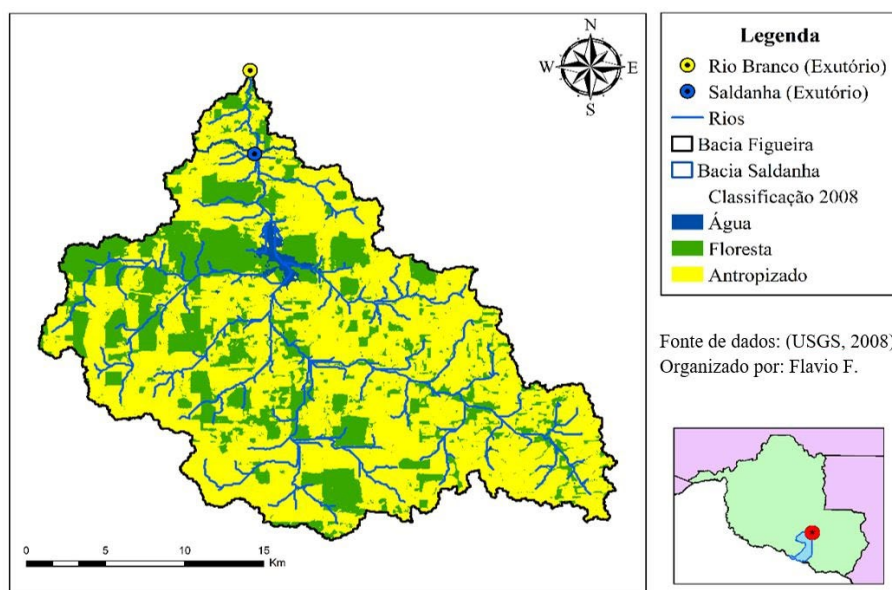 N
W E
S
0 5 10 15
Km
Legenda
Rio Branco (Exutório)
Saldanha (Exutório)
Rios
Bacia Figueira
Bacia Saldanha
Classificação 2008
Água
Floresta
Antropizado
Fonte de dados: (USGS, 2008)
Organizado por: Flavio F.